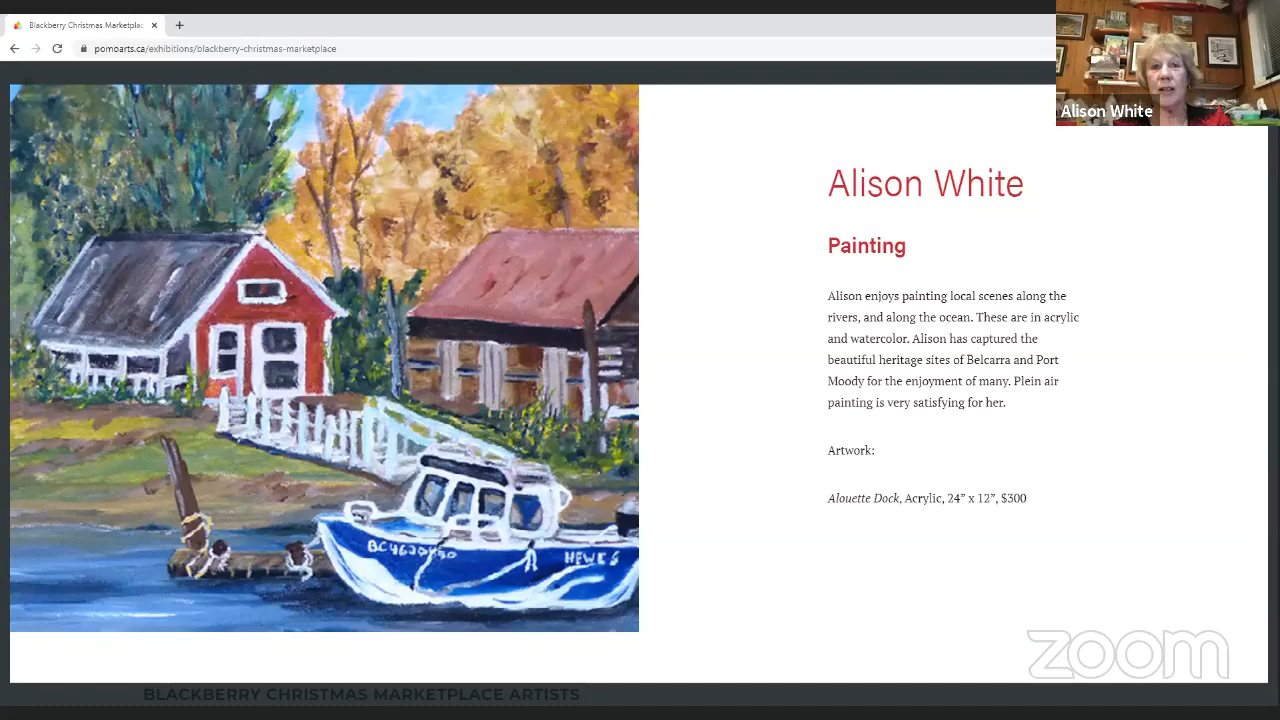 Blackberry Christmas Marketplac
pomoarts.ca/exhibitions/blackberry-christmas-marketplace
Alison White
Alison White
Painting
Alison enjoys painting local scenes along the
rivers, and along the ocean. These are in acrylic
and watercolor. Alison has captured the
beautiful heritage sites of Belcarra and Port
Moody for the enjoyment of many. Plein air
painting is very satisfying for her.
Artwork:
Alouette Dock, Acrylic, 24” x 12”, $300
zoom
BLACKBERRY CHRISTMAS MARKETPLACE ARTISTS